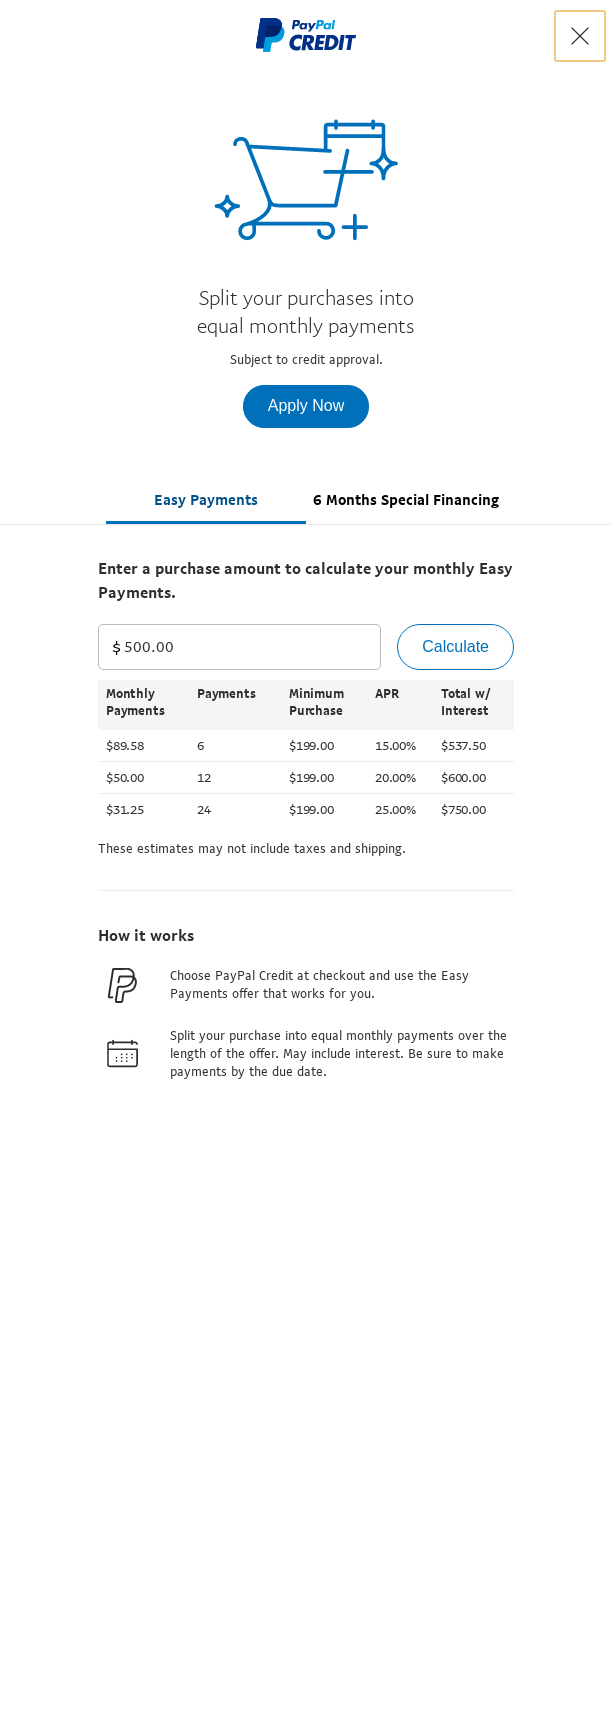 PayPal
CREDIT
Split your purchases into
equal monthly payments
Subject to credit approval.
Apply Now
Easy Payments 6 Months Special Financing
Enter a purchase amount to calculate your monthly Easy
Payments.
$ 500.00 Calculate
Monthly Payments Payments Minimum Purchase APR Total w/ Interest
$89.58 6 $199.00 15.00% $537.50
$50.00 12 $199.00 20.00% $600.00
$31.25 24 $199.00 25.00% $750.00
These estimates may not include taxes and shipping.
How it works
Choose PayPal Credit at checkout and use the Easy
Payments offer that works for you.
Split your purchase into equal monthly payments over the
length of the offer. May include interest. Be sure to make
payments by the due date.